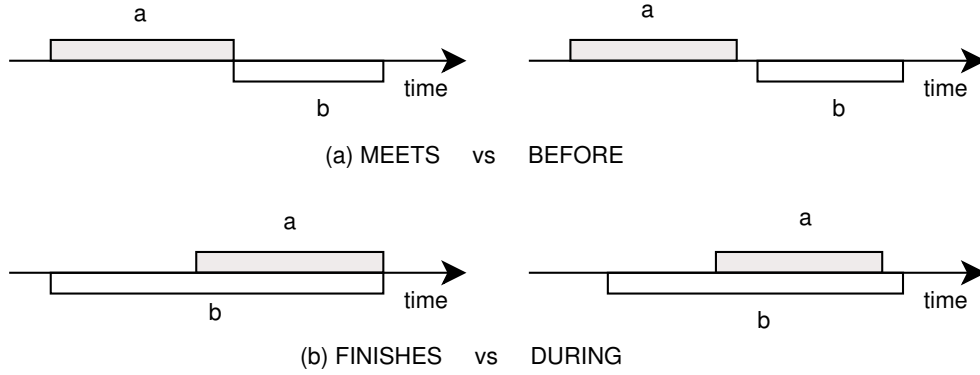 a a
time time
b b
(a) MEETS vs BEFORE
a a
time time
b b
(b) FINISHES vs DURING